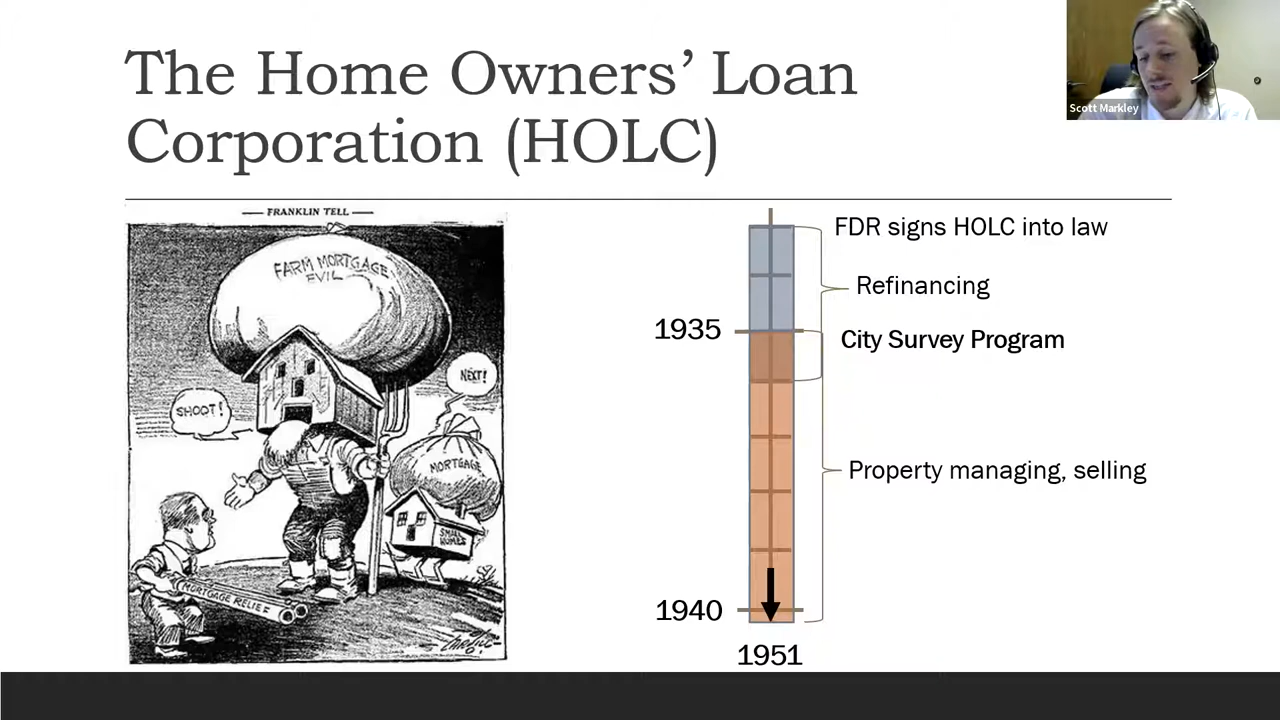 The Home Owners’ Loan
Corporation (HOLC)
Scott Markley
FRANKLIN TELL
FARM MORTGAGE
EVIL
NEXT!
SHOOT!
MORTGAGE
SMALL
HOMES
MORTGAGE RELIEF
FDR signs HOLC into law
Refinancing
1935
City Survey Program
Property managing, selling
1940
1951